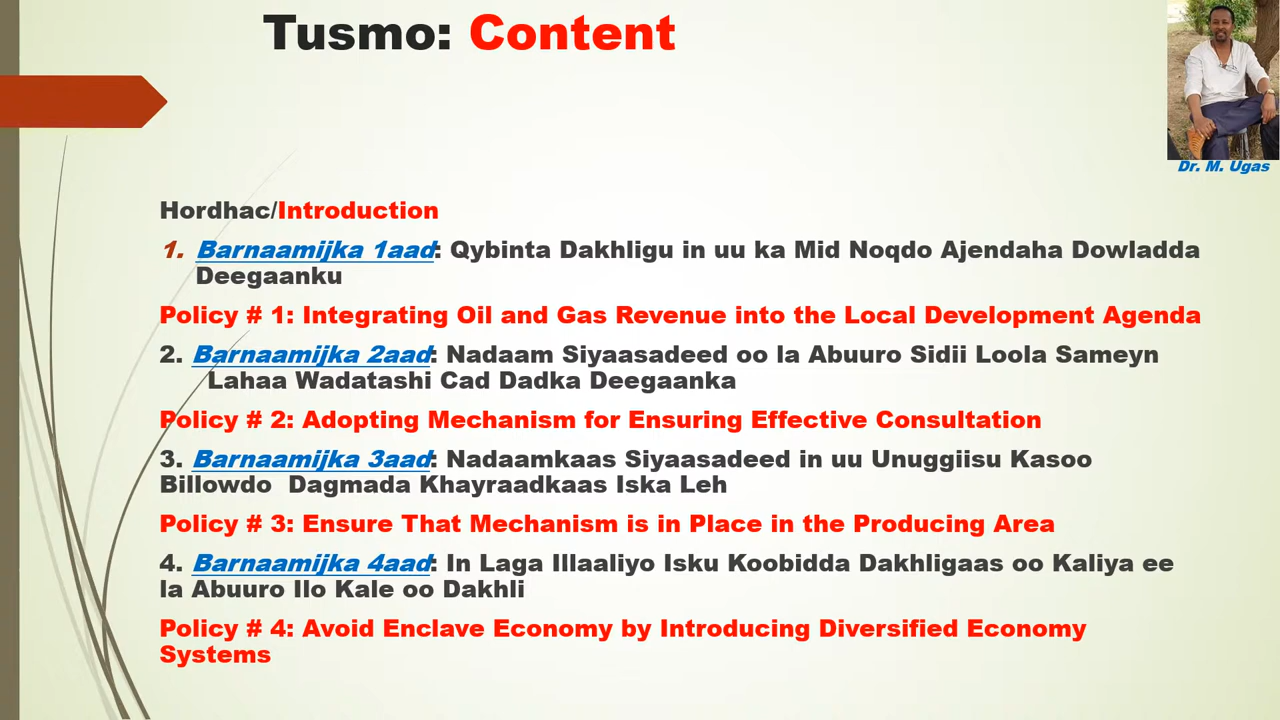 Tusmo: Content
Dr. M. Ugas
Hordhac/Introduction
1. Barnaamijka 1aad: Qybinta Dakhligu in uu ka Mid Noqdo Ajendaha Dowladda
Deegaanku
Policy # 1: Integrating Oil and Gas Revenue into the Local Development Agenda
2. Barnaamijka 2aad: Nadaam Siyaasadeed oo la Abuuro Sidii Loola Sameyn
Lahaa Wadatashi Cad Dadka Deegaanka
Policy # 2: Adopting Mechanism for Ensuring Effective Consultation
3. Barnaamijka 3aad: Nadaamkaas Siyaasadeed in uu Unuggiisu Kasoo
Billowdo Dagmada Khayraadkaas Iska Leh
Policy # 3: Ensure That Mechanism is in Place in the Producing Area
4. Barnaamijka 4aad: In Laga Illaaliyo Isku Koobidda Dakhligaas oo Kaliya ee
la Abuuro Ilo Kale oo Dakhli
Policy # 4: Avoid Enclave Economy by Introducing Diversified Economy
Systems